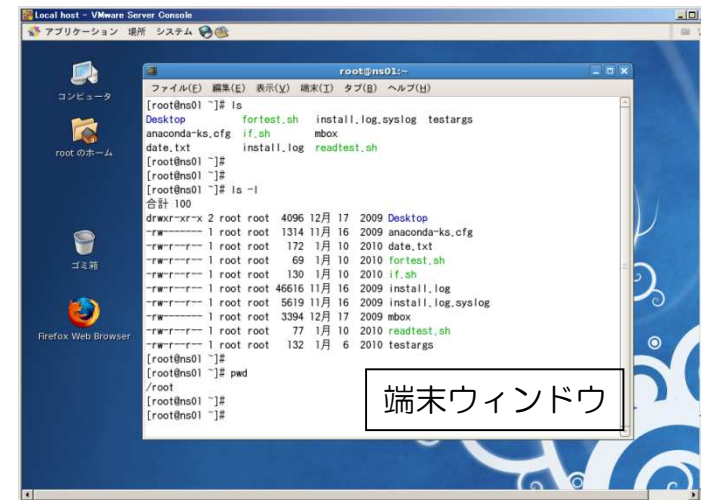 Local host - VMware Server Console
アプリケーション 場所 システム
コンピュータ
root のホーム
ゴミ箱
Firefox Web Browser
root@ns01:~
ファイル(F) 編集(E) 表示(V) 端末(T) タブ(B) ヘルプ(H)
[root@ns01 ~]# ls
Desktop fortest.sh install.log.syslog testargs
anaconda-ks.cfg if.sh mbox
date.txt install.log readtest.sh
[root@ns01 ~]#
[root@ns01 ~]#
[root@ns01 ~]# ls -l
合計 100
drwxr-xr-x 2 root root 4096 12月 17 2009 Desktop
-rw------- 1 root root 1314 11月 16 2009 anaconda-ks.cfg
-rw-r--r-- 1 root root 172 1月 10 2010 date.txt
-rw-r--r-- 1 root root 69 1月 10 2010 fortest.sh
-rw-r--r-- 1 root root 130 1月 10 2010 if.sh
-rw-r--r-- 1 root root 46616 11月 16 2009 install.log
-rw-r--r-- 1 root root 5619 11月 16 2009 install.log.syslog
-rw------- 1 root root 3394 12月 17 2009 mbox
-rw-r--r-- 1 root root 77 1月 10 2010 readtest.sh
-rw-r--r-- 1 root root 132 1月 6 2010 testargs
[root@ns01 ~]#
[root@ns01 ~]# pwd
/root
[root@ns01 ~]#
[root@ns01 ~]#
端末ウィンドウ